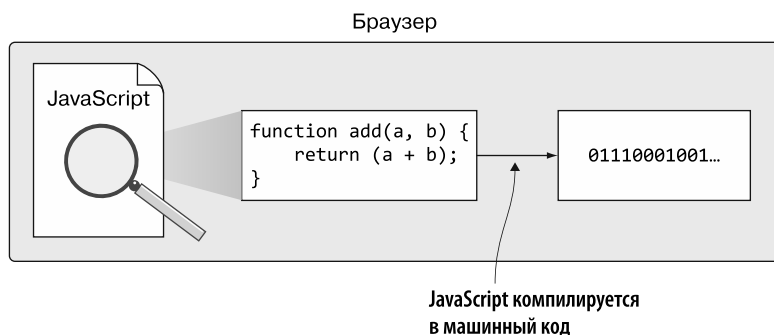 Браузер
JavaScript
function add(a, b) {
    return (a + b);
}
01110001001…
JavaScript компилируется
в машинный код